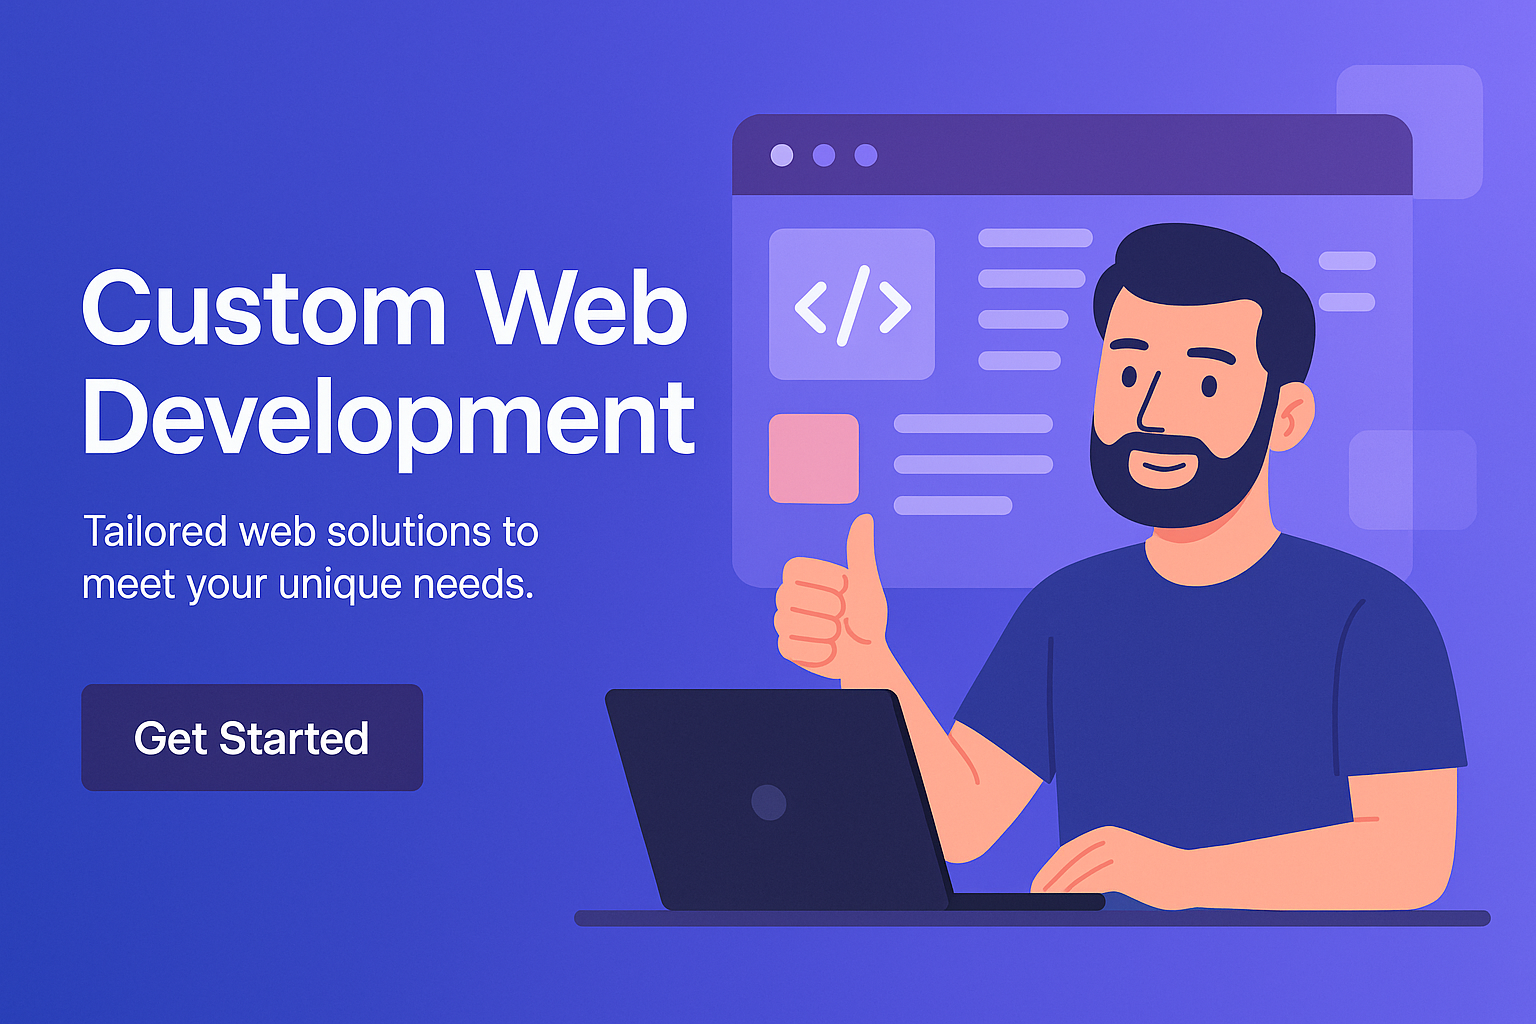 Custom Web
Development
Tailored web solutions to
meet your unique needs.
Get Started
</>